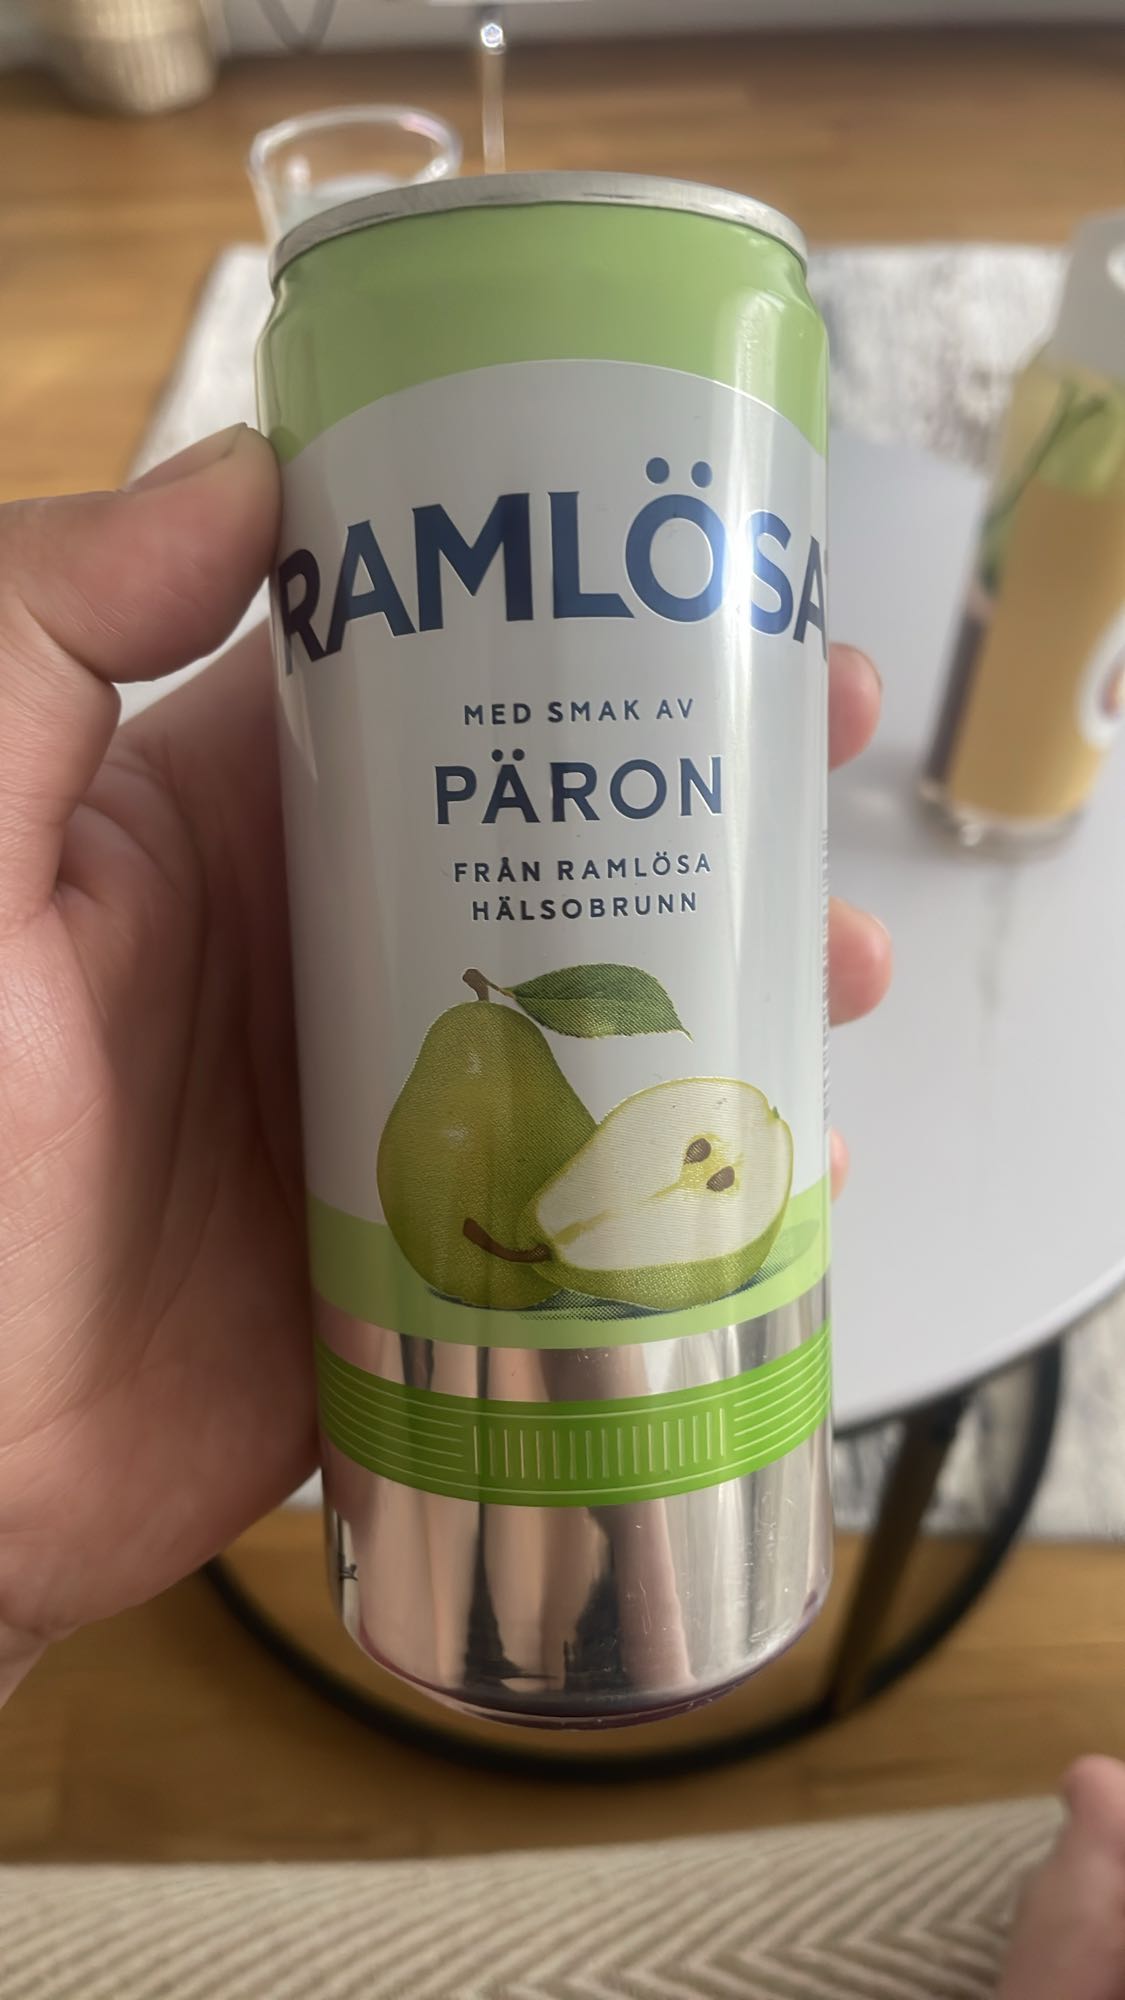 RAMLÖSA
MED SMAK AV
PÄRON
FRÅN RAMLÖSA
HÄLSOBRUNN